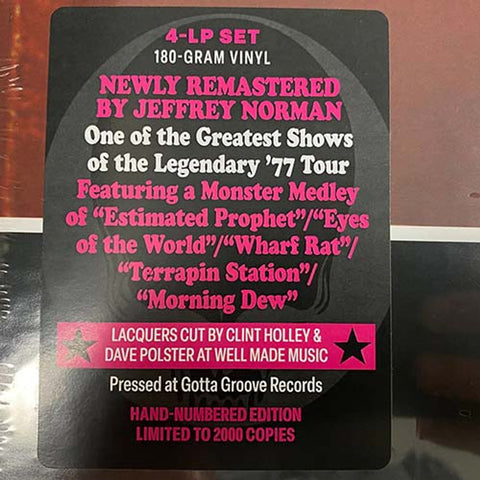 4-LP SET
180-GRAM VINYL
NEWLY REMASTERED
BY JEFFREY NORMAN
One of the Greatest Shows
of the Legendary ’77 Tour
Featuring a Monster Medley
of “Estimated Prophet”/“Eyes
of the World”/“Wharf Rat”/
“Terrapin Station”/
“Morning Dew”
LACQUERS CUT BY CLINT HOLLEY &
DAVE POLSTER AT WELL MADE MUSIC
Pressed at Gotta Groove Records
HAND-NUMBERED EDITION
LIMITED TO 2000 COPIES